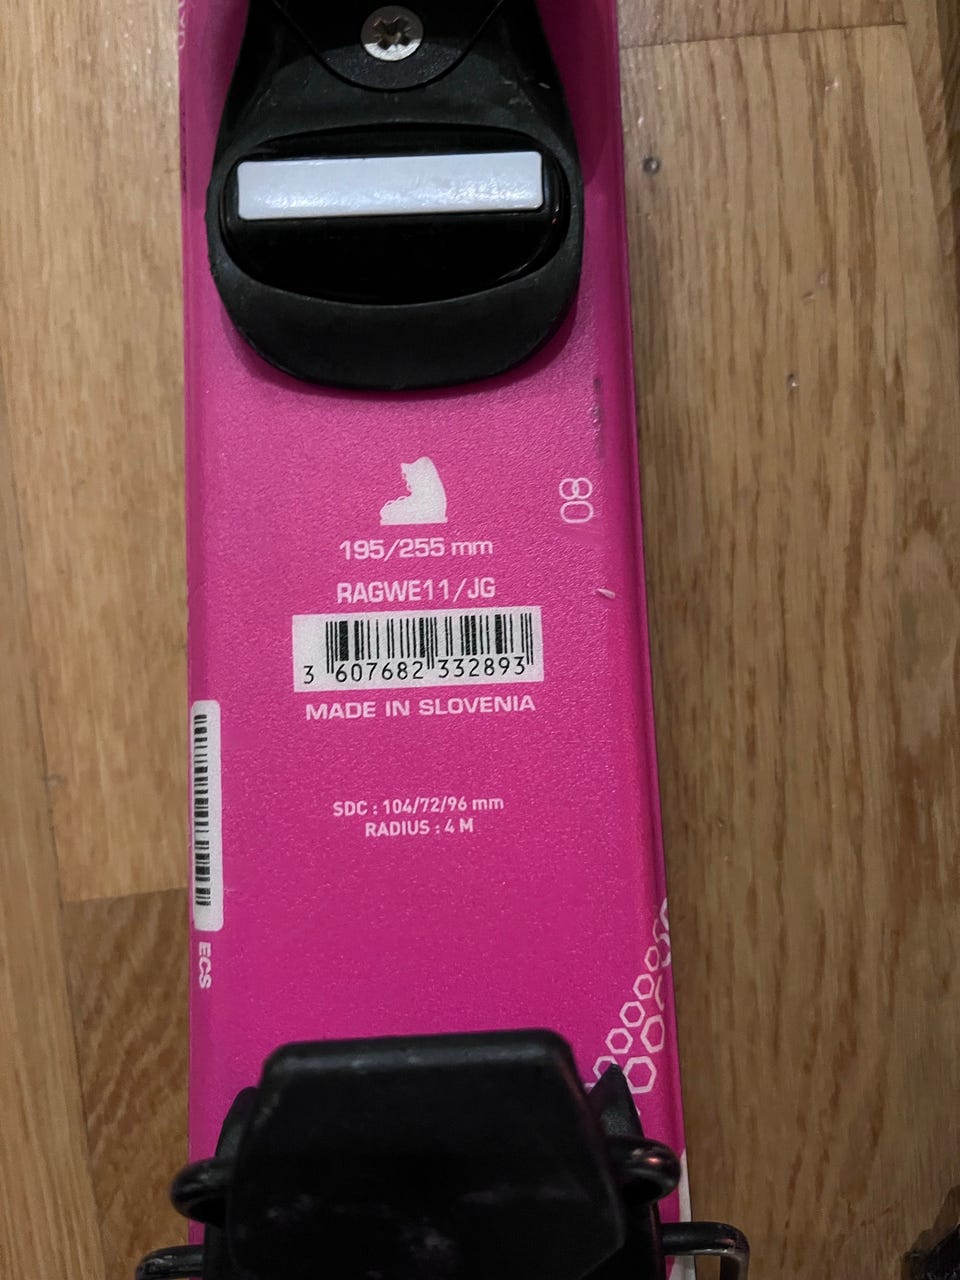 195/255 mm
80
RAGWE11/JG
3 607682 332893
MADE IN SLOVENIA
SDC : 104/72/96 mm
RADIUS : 4 M
ECS